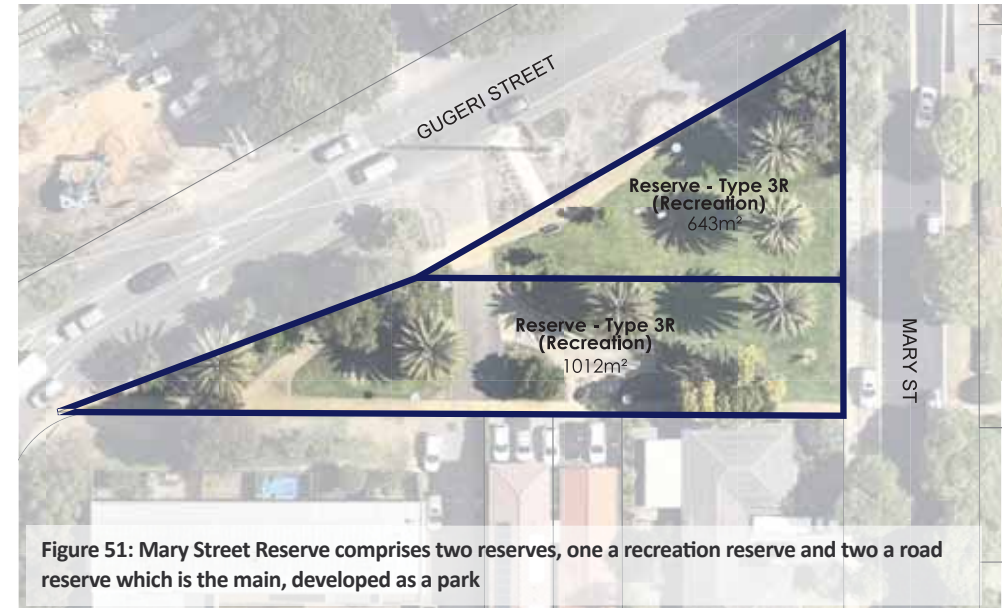 GUGERI STREET
Reserve - Type 3R
(Recreation)
643m²
Reserve - Type 3R
(Recreation)
1012m²
MARY ST
Figure 51: Mary Street Reserve comprises two reserves, one a recreation reserve and two a road
reserve which is the main, developed as a park